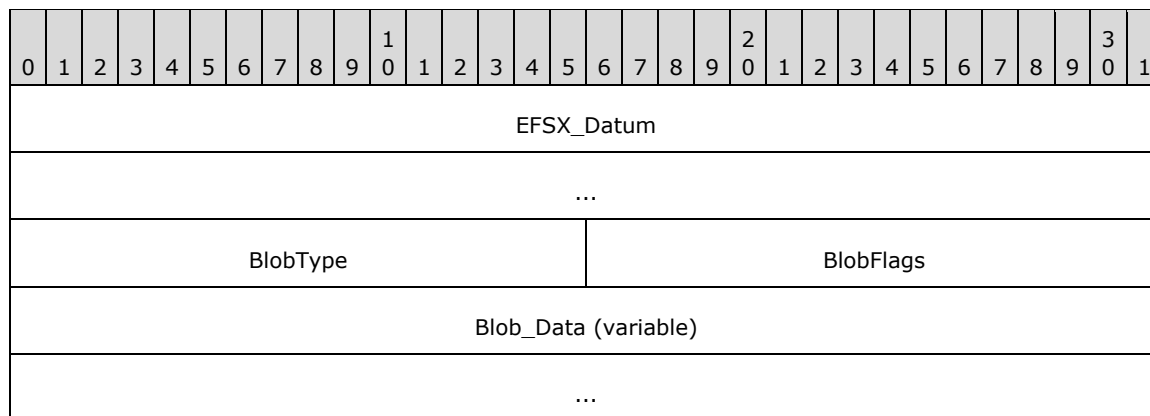 1 2 3
0 1 2 3 4 5 6 7 8 9 0 1 2 3 4 5 6 7 8 9 0 1 2 3 4 5 6 7 8 9 0 1
EFSX_Datum
...
BlobType BlobFlags
Blob_Data (variable)
...